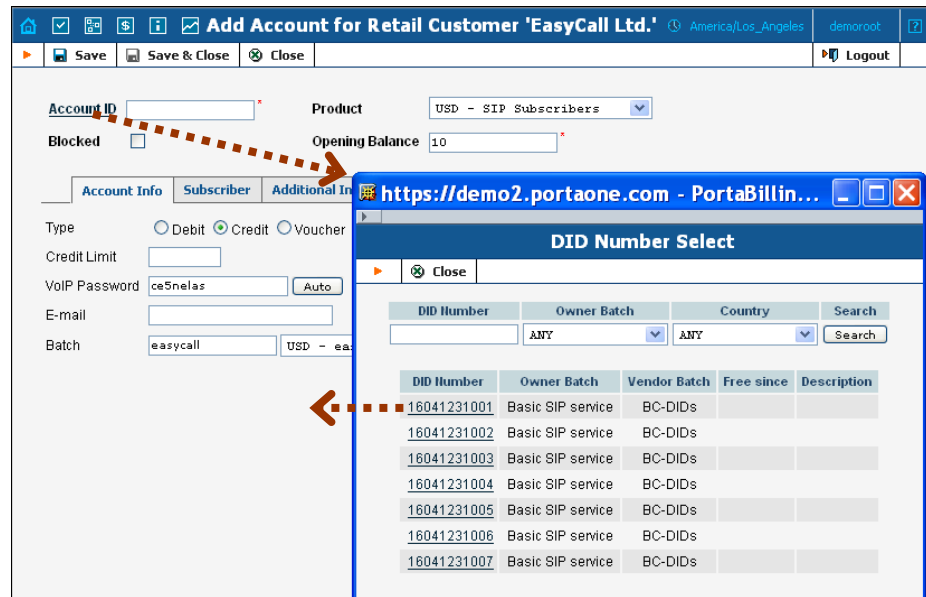 Add Account for Retail Customer 'EasyCall Ltd.' America/Los_Angeles demoroot ?
Save Save & Close Close Logout
Account ID * Product USD - SIP Subscribers
Blocked Opening Balance 10 *
Account Info Subscriber Additional In
Type Debit Credit Voucher
Credit Limit
VoIP Password ce5nelas Auto
E-mail
Batch easycall USD - eas
https://demo2.portaone.com - PortaBillin...
DID Number Select
Close
DID Number Owner Batch Country Search
ANY ANY Search
DID Number Owner Batch Vendor Batch Free since Description
16041231001 Basic SIP service BC-DIDs
16041231002 Basic SIP service BC-DIDs
16041231003 Basic SIP service BC-DIDs
16041231004 Basic SIP service BC-DIDs
16041231005 Basic SIP service BC-DIDs
16041231006 Basic SIP service BC-DIDs
16041231007 Basic SIP service BC-DIDs